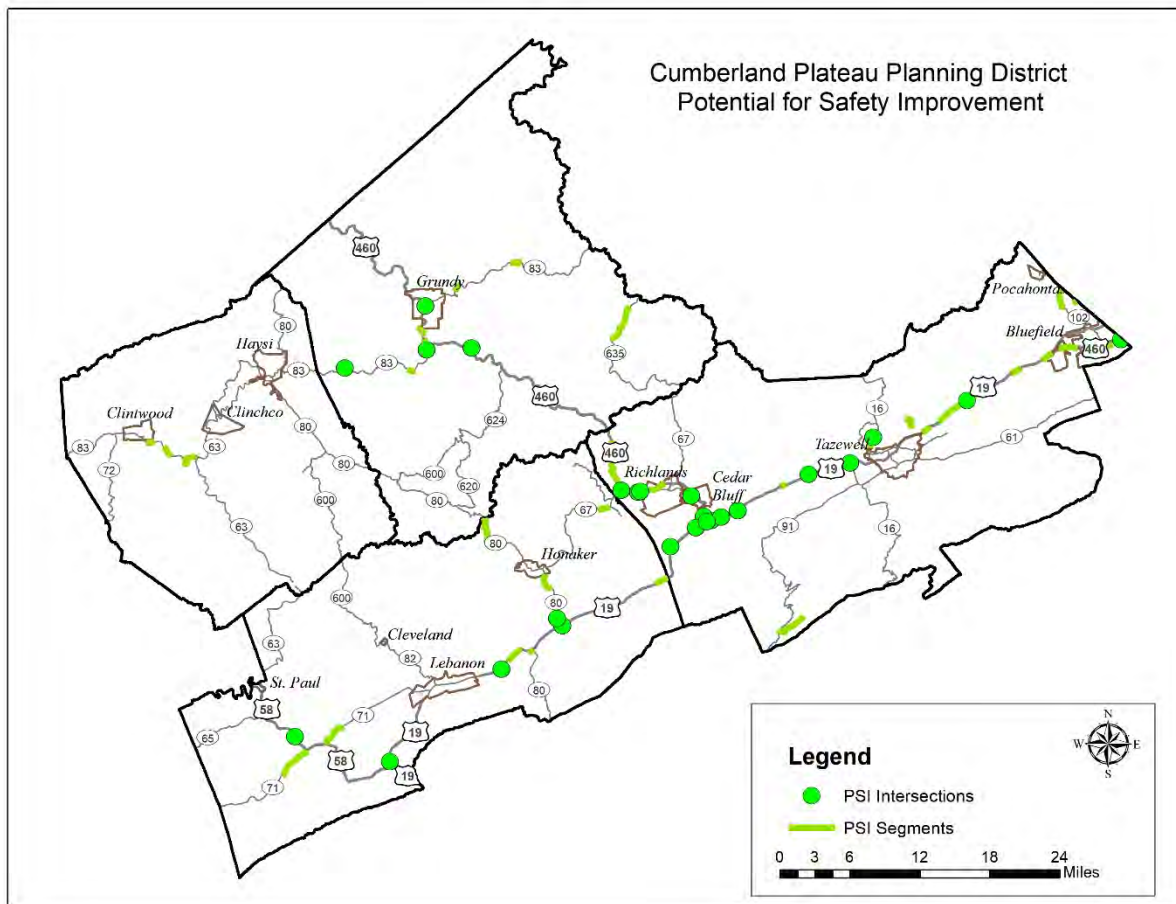 Cumberland Plateau Planning District
Potential for Safety Improvement
460
Grundy
83
Pocahonta
102
Bluefield
460
80
Haysi
635
19
83
83
16
Clintwood
Clinchco
460
624
67
61
80
63
Tazewell
83
460
Richlands
Cedar
Bluff
19
72
80
600
620
80
600
67
91
16
63
80
Honaker
80
19
600
63
Cleveland
82
Lebanon
St. Paul
80
58
71
65
19
58
19
71
N
W E
S
Legend
PSI Intersections
PSI Segments
0 3 6 12 18 24
Miles